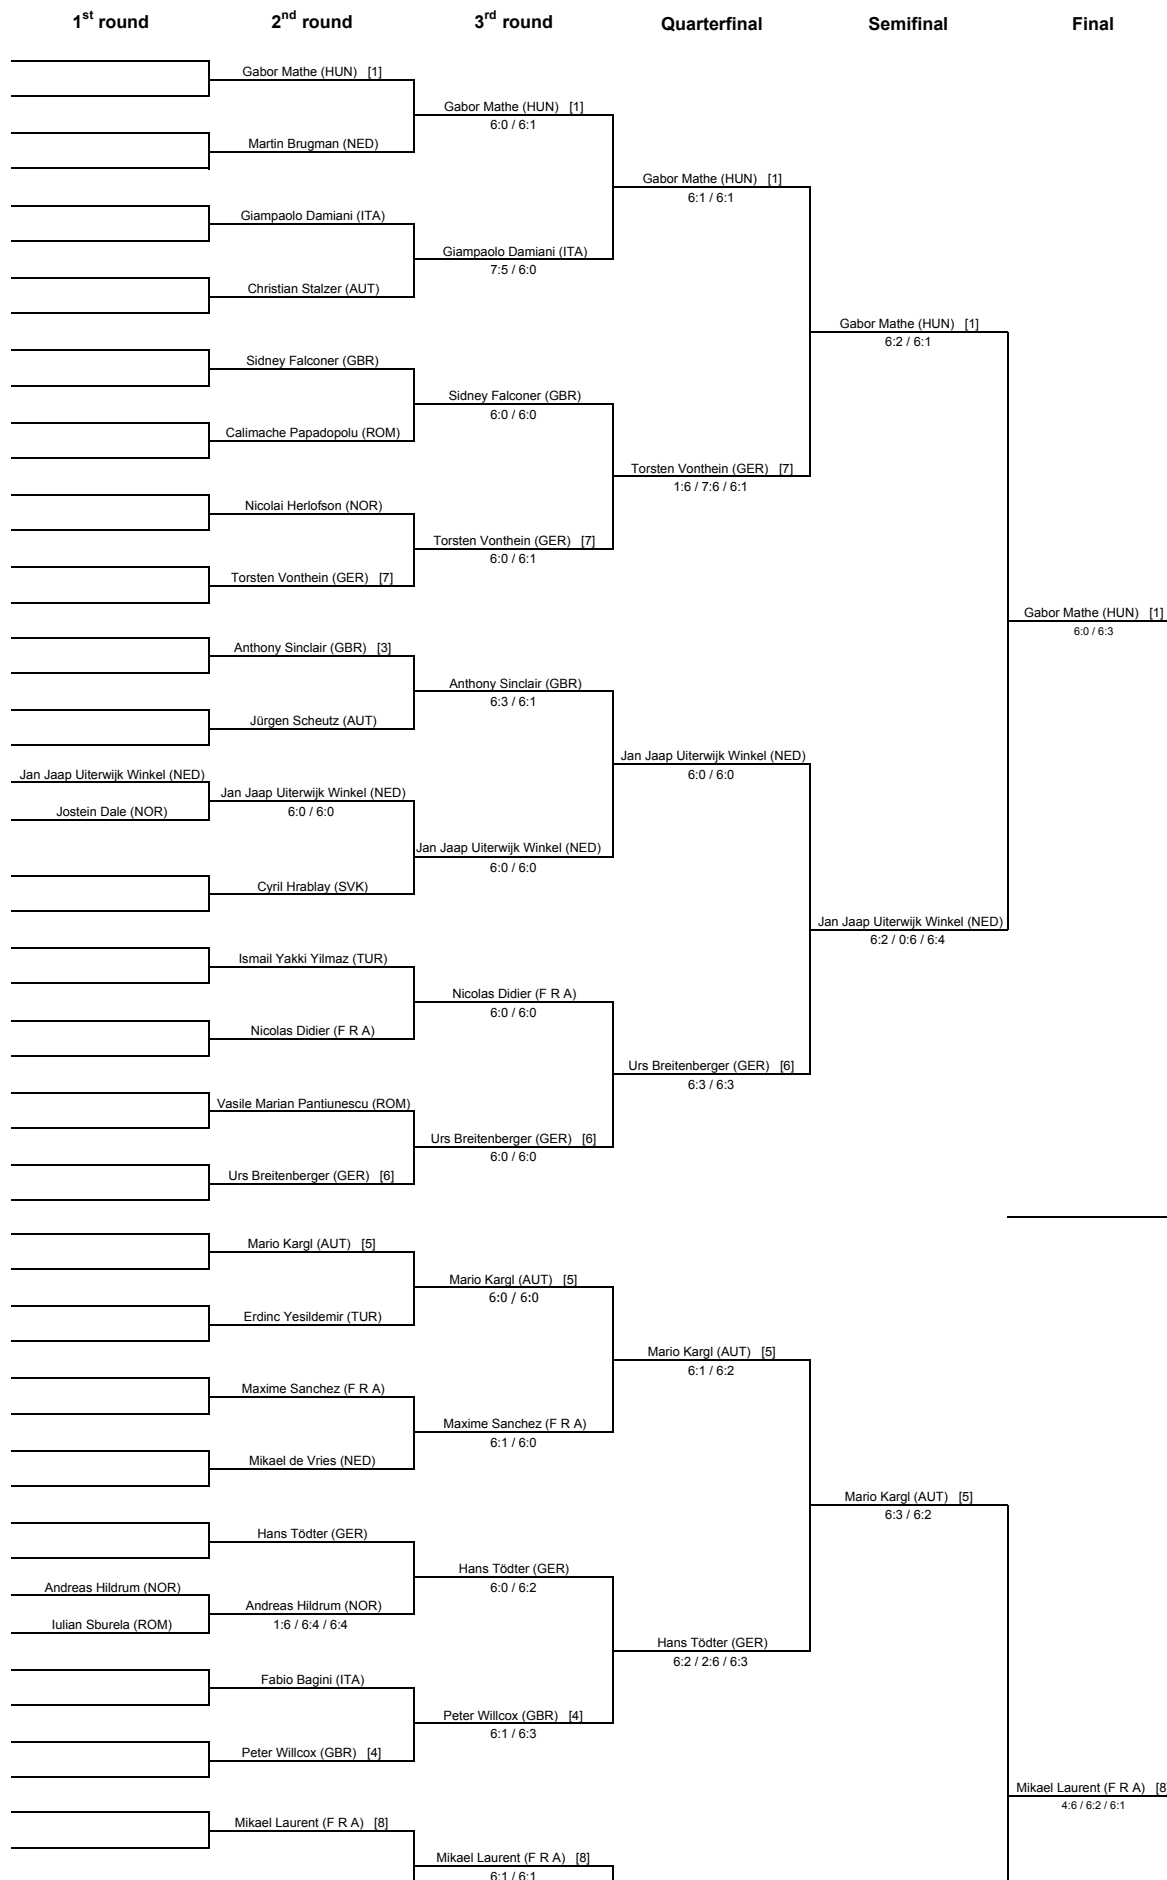 1st round 2nd round 3rd round Quarterfinal Semifinal Final
Gabor Mathe (HUN) [1]
Gabor Mathe (HUN) [1]
6:0 / 6:1
Martin Brugman (NED)
Gabor Mathe (HUN) [1]
6:1 / 6:1
Giampaolo Damiani (ITA)
Giampaolo Damiani (ITA)
7:5 / 6:0
Christian Stalzer (AUT)
Gabor Mathe (HUN) [1]
6:2 / 6:1
Sidney Falconer (GBR)
Sidney Falconer (GBR)
6:0 / 6:0
Calimache Papadopolu (ROM)
Torsten Vonthein (GER) [7]
1:6 / 7:6 / 6:1
Nicolai Herlofson (NOR)
Torsten Vonthein (GER) [7]
6:0 / 6:1
Torsten Vonthein (GER) [7]
Gabor Mathe (HUN) [1]
6:0 / 6:3
Anthony Sinclair (GBR) [3]
Anthony Sinclair (GBR)
6:3 / 6:1
Jürgen Scheutz (AUT)
Jan Jaap Uiterwijk Winkel (NED)
6:0 / 6:0
Jan Jaap Uiterwijk Winkel (NED)
Jan Jaap Uiterwijk Winkel (NED)
6:0 / 6:0
Jostein Dale (NOR)
Jan Jaap Uiterwijk Winkel (NED)
6:0 / 6:0
Cyril Hrablay (SVK)
Jan Jaap Uiterwijk Winkel (NED)
6:2 / 0:6 / 6:4
Ismail Yakki Yilmaz (TUR)
Nicolas Didier (F R A)
6:0 / 6:0
Nicolas Didier (F R A)
Urs Breitenberger (GER) [6]
6:3 / 6:3
Vasile Marian Pantiunescu (ROM)
Urs Breitenberger (GER) [6]
6:0 / 6:0
Urs Breitenberger (GER) [6]
Mario Kargl (AUT) [5]
Mario Kargl (AUT) [5]
6:0 / 6:0
Erdinc Yesildemir (TUR)
Mario Kargl (AUT) [5]
6:1 / 6:2
Maxime Sanchez (F R A)
Maxime Sanchez (F R A)
6:1 / 6:0
Mikael de Vries (NED)
Mario Kargl (AUT) [5]
6:3 / 6:2
Hans Tödter (GER)
Hans Tödter (GER)
6:0 / 6:2
Andreas Hildrum (NOR)
Andreas Hildrum (NOR)
1:6 / 6:4 / 6:4
Iulian Sburela (ROM)
Hans Tödter (GER)
6:2 / 2:6 / 6:3
Fabio Bagini (ITA)
Peter Willcox (GBR) [4]
6:1 / 6:3
Peter Willcox (GBR) [4]
Mikael Laurent (F R A) [8]
4:6 / 6:2 / 6:1
Mikael Laurent (F R A) [8]
Mikael Laurent (F R A) [8]
6:1 / 6:1